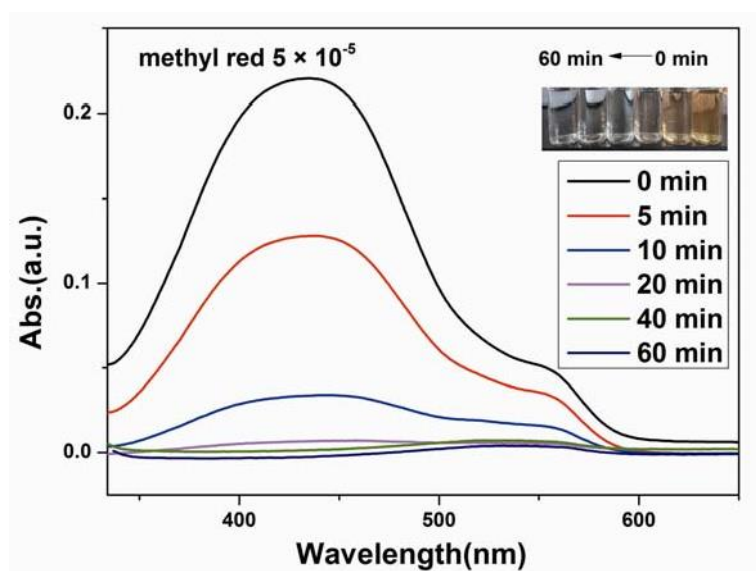 methyl red 5 × 10⁻⁵
60 min ← 0 min
0 min
5 min
10 min
20 min
40 min
60 min
0.2
0.1
0.0
Abs.(a.u.)
400 500 600
Wavelength(nm)